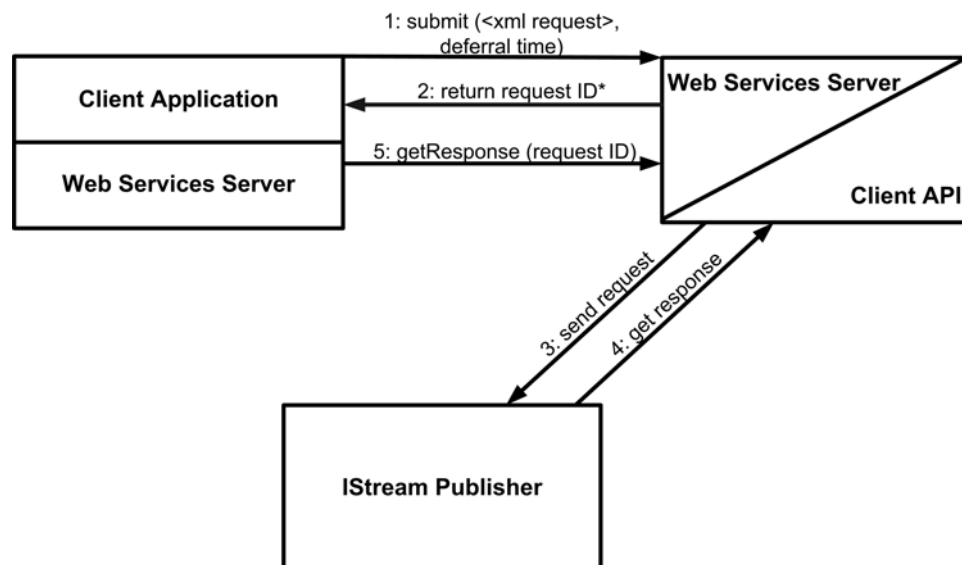 1: submit (<xml request>,
deferral time)
Client Application
Web Services Server
2: return request ID*
5: getResponse (request ID)
Web Services Server
Client API
3: send request
4: get response
IStream Publisher